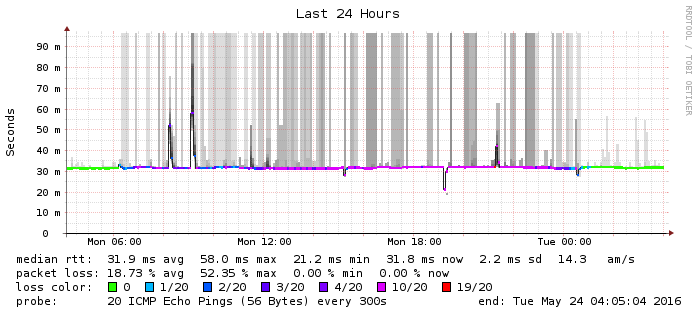 Last 24 Hours
RRDTOOL / TOBI OETIKER
Seconds
90 m
80 m
70 m
60 m
50 m
40 m
30 m
20 m
10 m
0
Mon 06:00 Mon 12:00 Mon 18:00 Tue 00:00
median rtt: 31.9 ms avg 58.0 ms max 21.2 ms min 31.8 ms now 2.2 ms sd 14.3 am/s
packet loss: 18.73 % avg 52.35 % max 0.00 % min 0.00 % now
loss color: 0 1/20 2/20 3/20 4/20 10/20 19/20
probe: 20 ICMP Echo Pings (56 Bytes) every 300s end: Tue May 24 04:05:04 2016